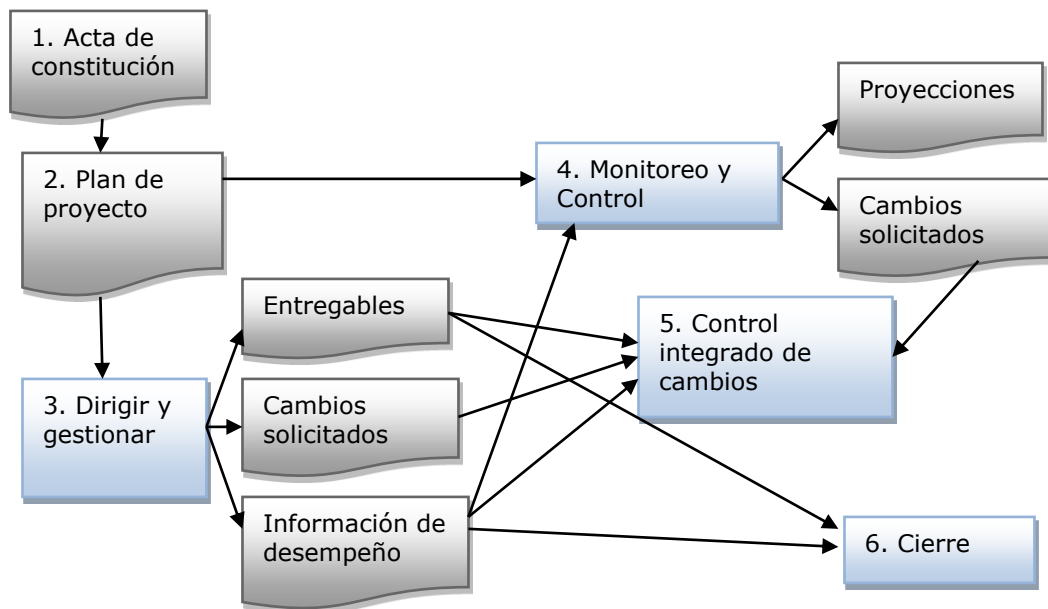 1. Acta de
constitución
2. Plan de
proyecto
3. Dirigir y
gestionar
Entregables
Cambios
solicitados
Información de
desempeño
4. Monitoreo y
Control
Proyecciones
Cambios
solicitados
5. Control
integrado de
cambios
6. Cierre